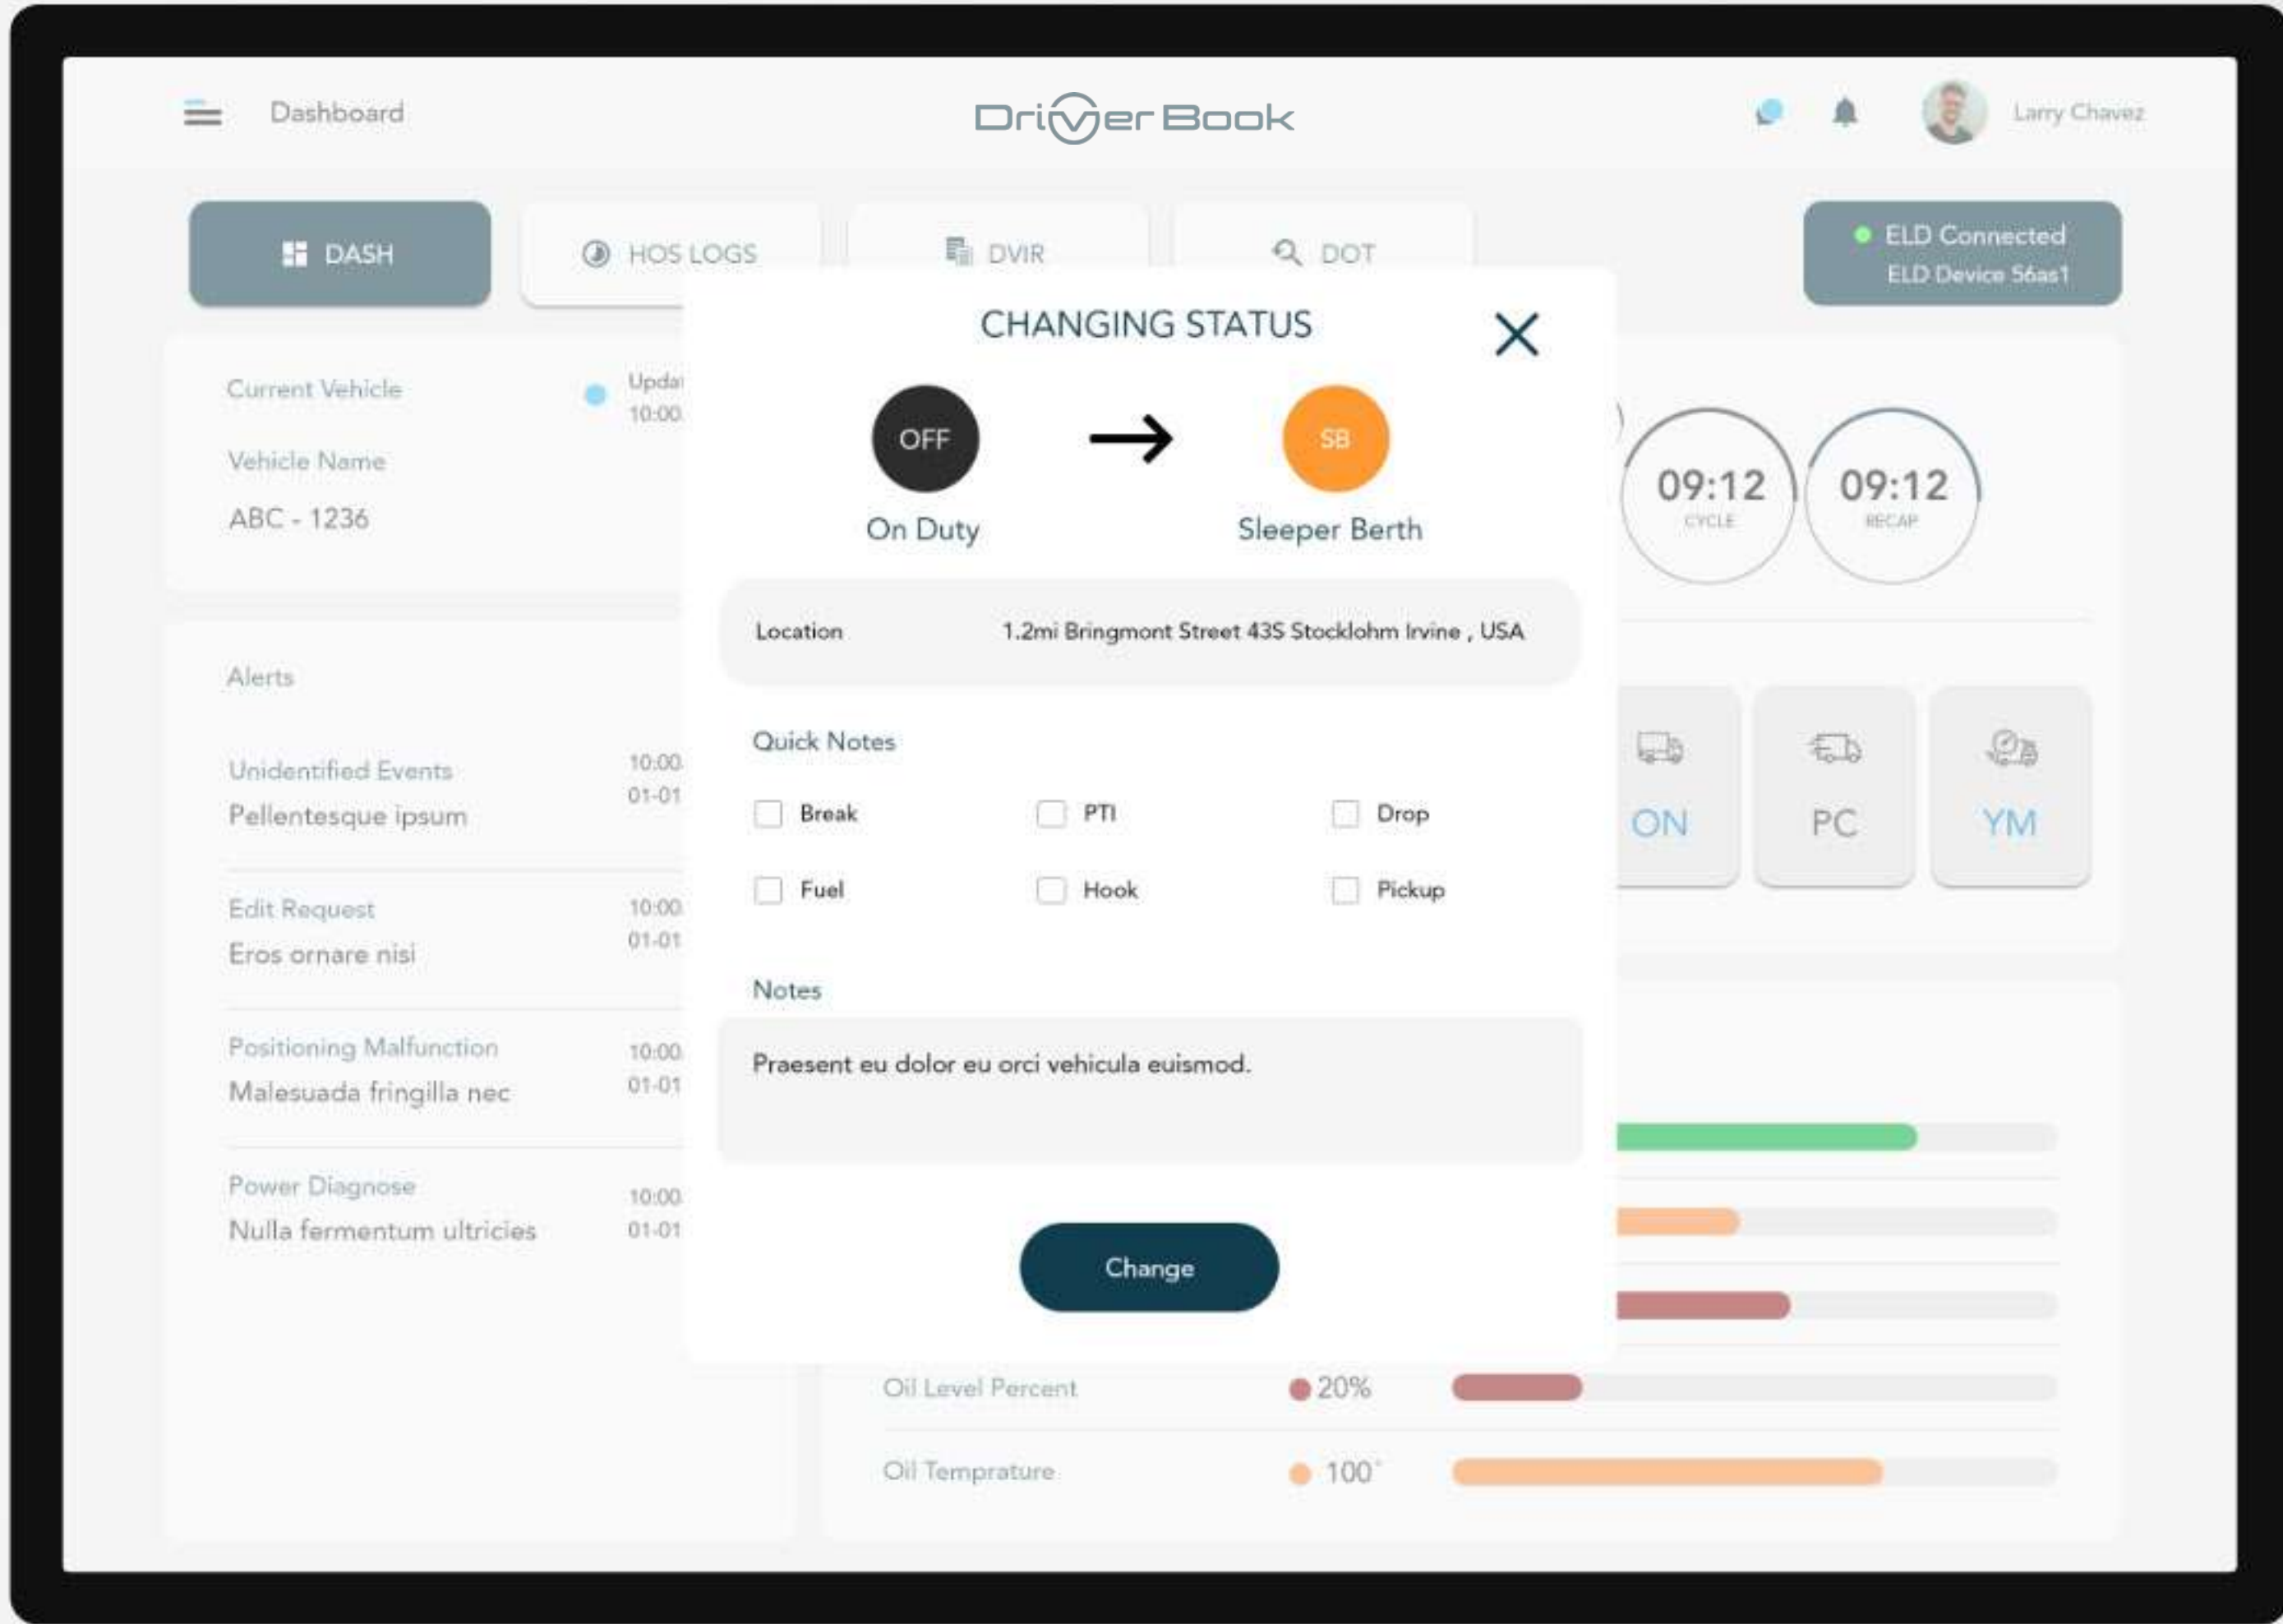 Dashboard
Driver Book
Larry Chavez
DASH
HOS LOGS
DVIR
DOT
ELD Connected
ELD Device S6as1
CHANGING STATUS
OFF
SB
On Duty
Sleeper Berth
Location
1.2mi Bringmont Street 43S Stocklohm Irvine , USA
Quick Notes
Break
PTI
Drop
Fuel
Hook
Pickup
Notes
Praesent eu dolor eu orci vehicula euismod.
Change
Current Vehicle
10:00
Vehicle Name
ABC - 1236
Alerts
Unidentified Events
10:00
Pellentesque ipsum
01-01
Edit Request
10:00
Eros ornare nisi
01-01
Positioning Malfunction
10:00
Malesuada fringilla nec
01-01
Power Diagnose
10:00
Nulla fermentum ultricies
01-01
09:12
CYCLE
09:12
RECAP
ON
PC
YM
Oil Level Percent
20%
Oil Temprature
100°